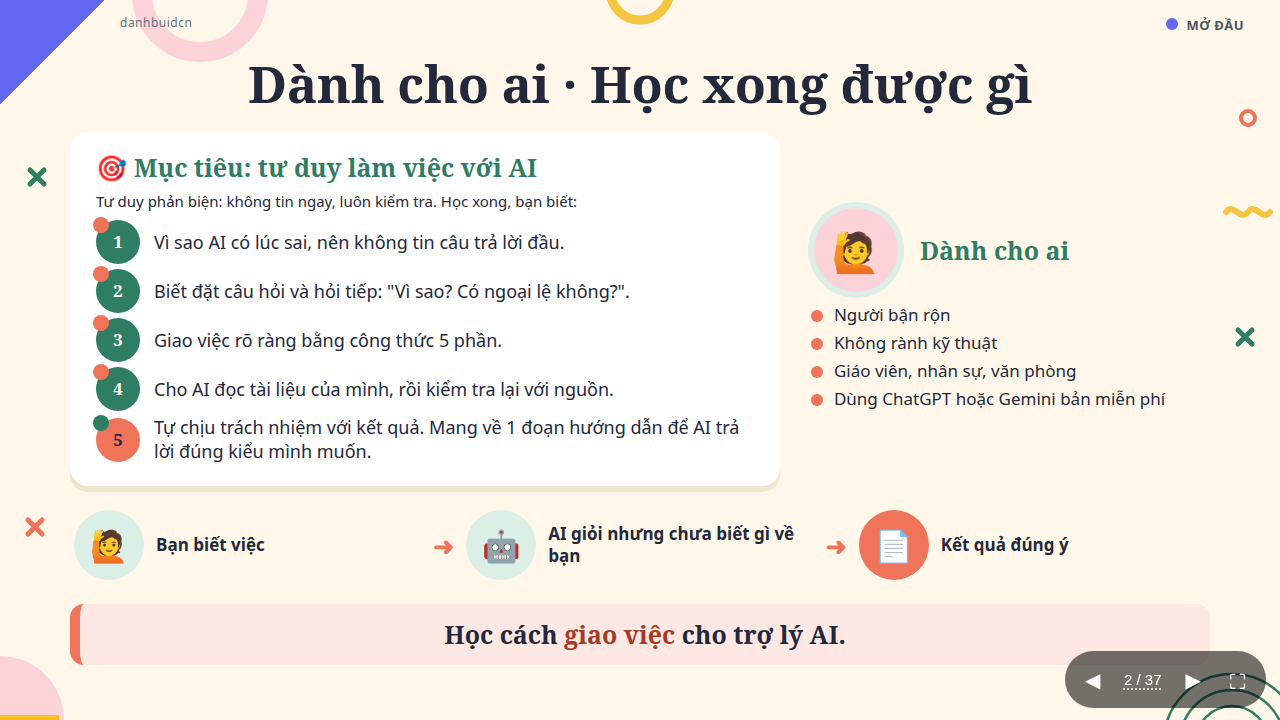 danhbuidcn
MỞ ĐẦU
Dành cho ai · Học xong được gì
Mục tiêu: tư duy làm việc với AI
Tư duy phản biện: không tin ngay, luôn kiểm tra. Học xong, bạn biết:
1 Vì sao AI có lúc sai, nên không tin câu trả lời đầu.
2 Biết đặt câu hỏi và hỏi tiếp: "Vì sao? Có ngoại lệ không?".
3 Giao việc rõ ràng bằng công thức 5 phần.
4 Cho AI đọc tài liệu của mình, rồi kiểm tra lại với nguồn.
5 Tự chịu trách nhiệm với kết quả. Mang về 1 đoạn hướng dẫn để AI trả
lời đúng kiểu mình muốn.
Dành cho ai
Người bận rộn
Không rành kỹ thuật
Giáo viên, nhân sự, văn phòng
Dùng ChatGPT hoặc Gemini bản miễn phí
Bạn biết việc
➜
AI giỏi nhưng chưa biết gì về
bạn
➜
Kết quả đúng ý
Học cách giao việc cho trợ lý AI.
2 / 37